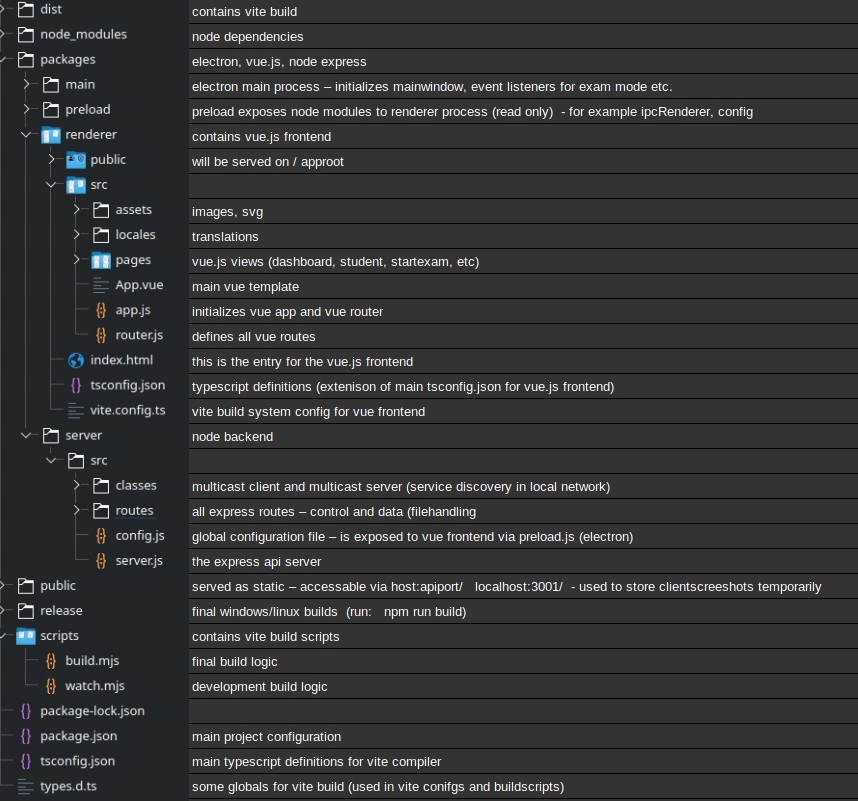 dist contains vite build
node_modules node dependencies
packages electron, vue.js, node express
main electron main process – initializes mainwindow, event listeners for exam mode etc.
preload preload exposes node modules to renderer process (read only)  - for example ipcRenderer, config
renderer contains vue.js frontend
public will be served on / approot
src
assets images, svg
locales translations
pages vue.js views (dashboard, student, startexam, etc)
App.vue main vue template
app.js initializes vue app and vue router
router.js defines all vue routes
index.html this is the entry for the vue.js frontend
tsconfig.json typescript definitions (extenison of main tsconfig.json for vue.js frontend)
vite.config.ts vite build system config for vue frontend
server node backend
src
classes multicast client and multicast server (service discovery in local network)
routes all express routes – control and data (filehandling
config.js global configuration file – is exposed to vue frontend via preload.js (electron)
server.js the express api server
public served as static – accessable via host:apiport/   localhost:3001/  - used to store clientscreeshots temporarily
release final windows/linux builds  (run:   npm run build)
scripts contains vite build scripts
build.mjs final build logic
watch.mjs development build logic
package-lock.json
package.json main project configuration
tsconfig.json main typescript definitions for vite compiler
types.d.ts some globals for vite build (used in vite conifgs and buildscripts)